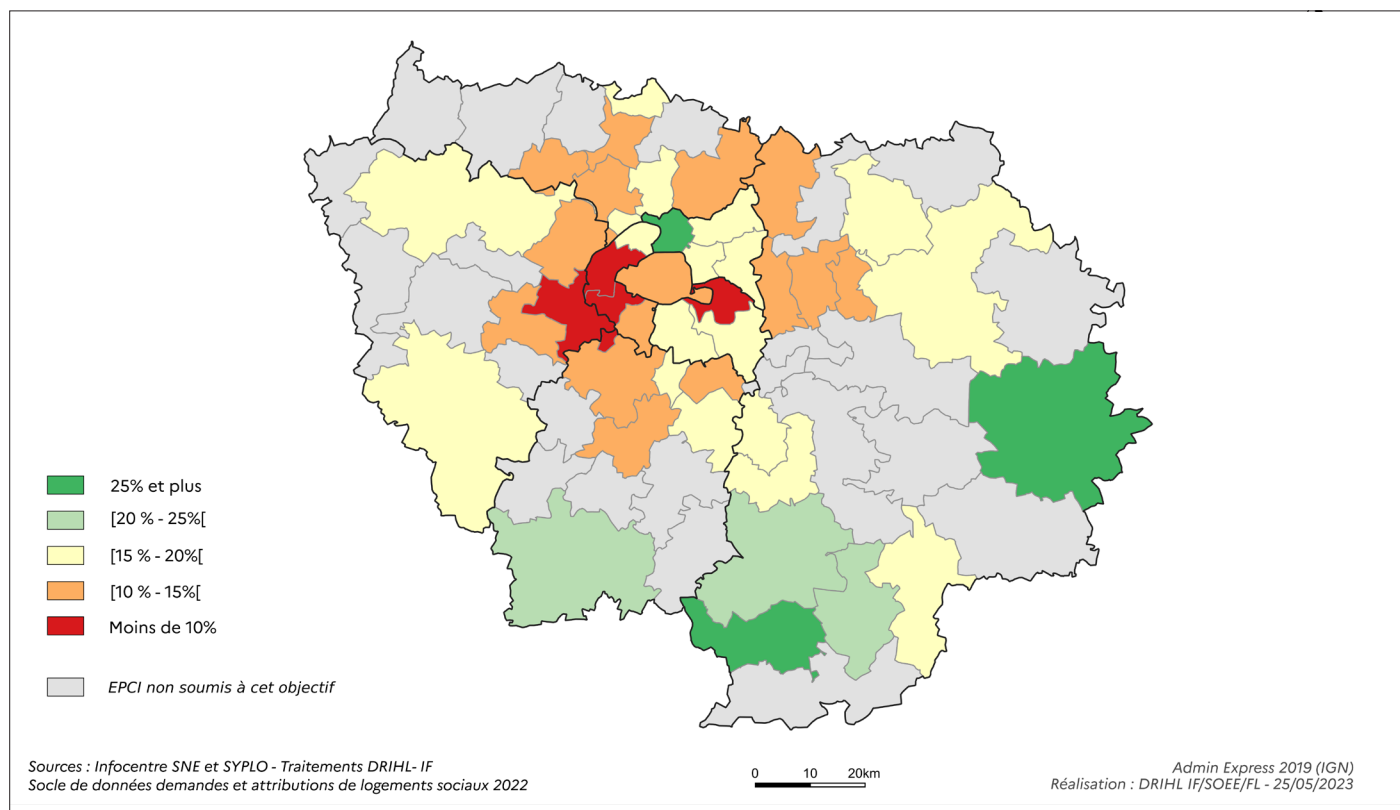 25% et plus
[20 % - 25%[
[15 % - 20%[
[10 % - 15%[
Moins de 10%
EPCI non soumis à cet objectif
Sources : Infocentre SNE et SYPLO - Traitements DRIHL- IF
Socle de données demandes et attributions de logements sociaux 2022
0 10 20km
Admin Express 2019 (IGN)
Réalisation : DRIHL IF/SOEE/FL - 25/05/2023